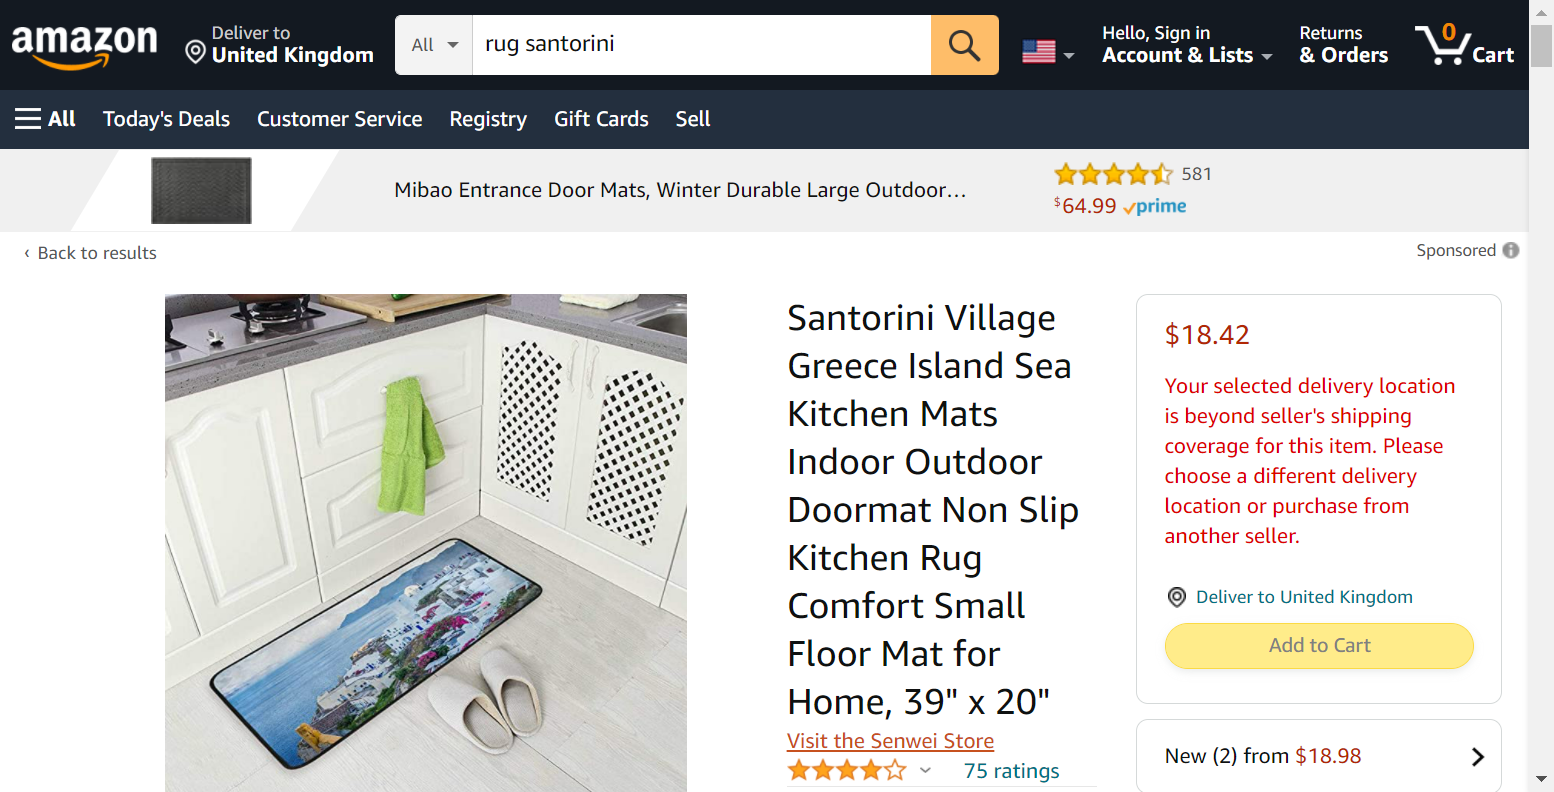 amazon
Deliver to
United Kingdom
All
rug santorini
Hello, Sign in
Account & Lists
Returns
& Orders
0
Cart
All
Today's Deals
Customer Service
Registry
Gift Cards
Sell
Mibao Entrance Door Mats, Winter Durable Large Outdoor…
581
$64.99 prime
‹ Back to results
Sponsored
Santorini Village
Greece Island Sea
Kitchen Mats
Indoor Outdoor
Doormat Non Slip
Kitchen Rug
Comfort Small
Floor Mat for
Home, 39" x 20"
Visit the Senwei Store
75 ratings
$18.42
Your selected delivery location
is beyond seller's shipping
coverage for this item. Please
choose a different delivery
location or purchase from
another seller.
Deliver to United Kingdom
Add to Cart
New (2) from $18.98